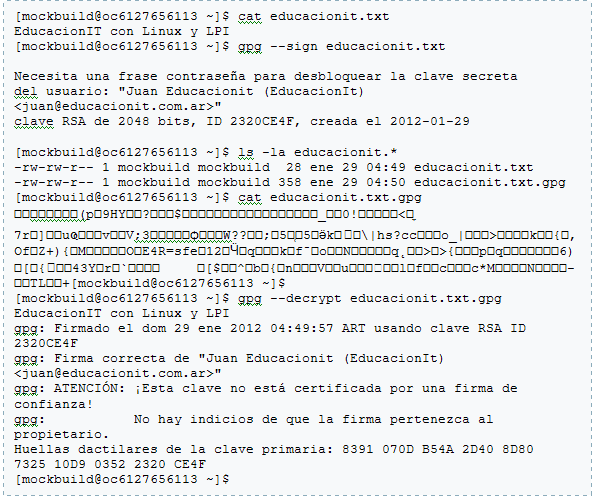 [mockbuild@oc6127656113 ~]$ cat educacionit.txt
EducacionIT con Linux y LPI
[mockbuild@oc6127656113 ~]$ gpg --sign educacionit.txt
Necesita una frase contraseña para desbloquear la clave secreta
del usuario: "Juan Educacionit (EducacionIt)
<juan@educacionit.com.ar>"
clave RSA de 2048 bits, ID 2320CE4F, creada el 2012-01-29
[mockbuild@oc6127656113 ~]$ ls -la educacionit.*
-rw-rw-r-- 1 mockbuild mockbuild  28 ene 29 04:49 educacionit.txt
-rw-rw-r-- 1 mockbuild mockbuild 358 ene 29 04:50 educacionit.txt.gpg
[mockbuild@oc6127656113 ~]$ cat educacionit.txt.gpg
[mockbuild@oc6127656113 ~]$
[mockbuild@oc6127656113 ~]$ gpg --decrypt educacionit.txt.gpg
EducacionIT con Linux y LPI
gpg: Firmado el dom 29 ene 2012 04:49:57 ART usando clave RSA ID
2320CE4F
gpg: Firma correcta de "Juan Educacionit (EducacionIt)
<juan@educacionit.com.ar>"
gpg: ATENCIÓN: ¡Esta clave no está certificada por una firma de
confianza!
gpg:          No hay indicios de que la firma pertenezca al
propietario.
Huellas dactilares de la clave primaria: 8391 070D B54A 2D40 8D80
7325 10D9 0352 2320 CE4F
[mockbuild@oc6127656113 ~]$